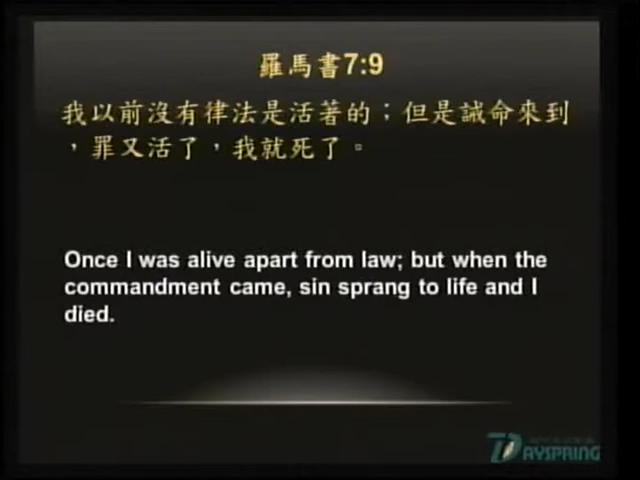 羅馬書7:9
我以前沒有律法是活著的；但是誡命來到
，罪又活了，我就死了。
Once I was alive apart from law; but when the
commandment came, sin sprang to life and I
died.
DAYSPRING